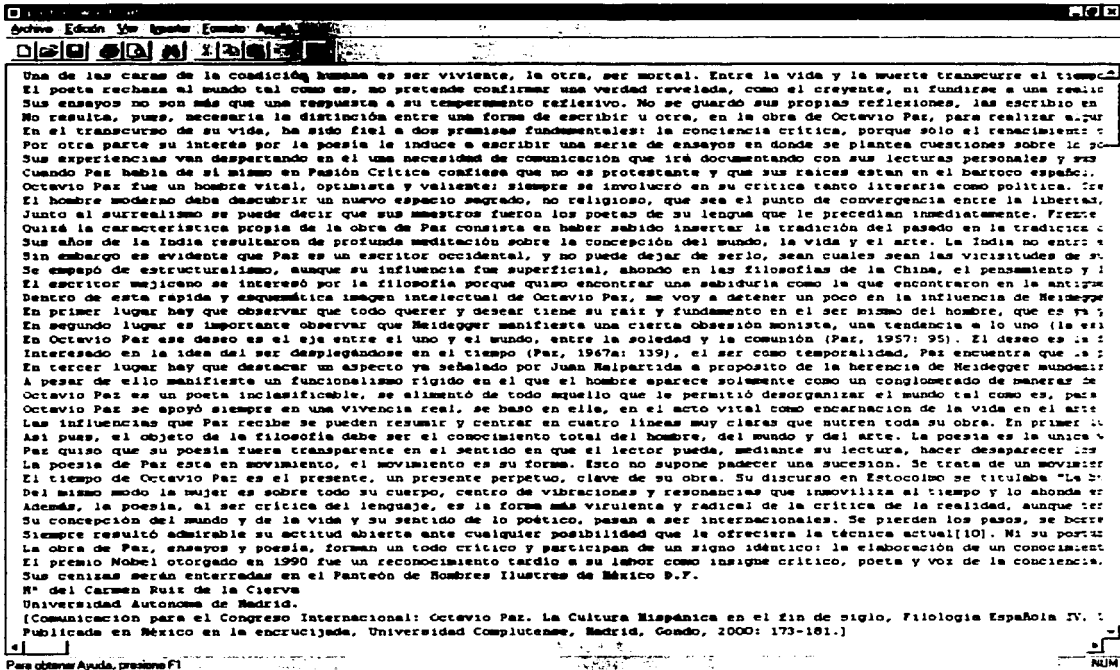 Archivo Edición Ver Insertar Formato Ayuda
Una de las caras de la condición humana es ser viviente, la otra, ser mortal. Entre la vida y la muerte transcurre el tiempo
El poeta rechaza al mundo tal como es, no pretende confirmar una verdad revelada, como el creyente, ni fundirse a una realid
Sus ensayos no son más que una respuesta a su temperamento reflexivo. No se guardó sus propias reflexiones, las escribio en
No resulta, pues, necesaria la distinción entre una forma de escribir u otra, en la obra de Octavio Paz, para realizar
En el transcurso de su vida, ha sido fiel a dos premisas fundamentales: la conciencia crítica, porque sólo el renacimiento
Por otra parte su interés por la poesía le induce a escribir una serie de ensayos en donde se plantea cuestiones sobre la
Sus experiencias van despertando en él una necesidad de comunicación que irá documentando con sus lecturas personales y sus
Cuando Paz habla de sí mismo en Pasión Crítica confiesa que no es protestante y que sus raíces estan en el barroco español.
Octavio Paz fue un hombre vital, optimista y valiente; siempre se involucró en su crítica tanto literaria como política.
El hombre moderno debe descubrir un nuevo espacio sagrado, no religioso, que sea el punto de convergencia entre la libertad,
Junto al surrealismo se puede decir que sus maestros fueron los poetas de su lengua que le precedían inmediatamente. Frente
Quizá la característica propia de la obra de Paz consista en haber sabido insertar la tradición del pasado en la tradición
Sus años de la India resultaron de profunda meditación sobre la concepción del mundo, la vida y el arte. La India no entró
Sin embargo es evidente que Paz es un escritor occidental, y no puede dejar de serlo, sean cuales sean las vicisitudes de su
Se empapó de estructuralismo, aunque su influencia fue superficial, ahondo en las filosofías de la China, el pensamiento y
El escritor mejicano se interesó por la filosofía porque quiso encontrar una sabiduría como la que encontraron en la antigue
Dentro de esta rápida y esquemática imagen intelectual de Octavio Paz, me voy a detener un poco en la influencia de Heidegge
En primer lugar hay que observar que todo querer y desear tiene su raíz y fundamento en el ser mismo del hombre, que es ya
En segundo lugar es importante observar que Heidegger manifiesta una cierta obsesión monista, una tendencia a lo uno (la
En Octavio Paz ese deseo es el eje entre el uno y el mundo, entre la soledad y la comunión (Paz, 1957: 95). El deseo es
Interesado en la idea del ser desplegándose en el tiempo (Paz, 1967a: 139), el ser como temporalidad, Paz encuentra que
En tercer lugar hay que destacar un aspecto ya señalado por Juan Malpartida a propósito de la herencia de Heidegger
A pesar de ello manifiesta un funcionalismo rígido en el que el hombre aparece solamente como un conglomerado de maneras de
Octavio Paz es un poeta inclasificable, se alimentó de todo aquello que le permitió desorganizar el mundo tal como es, para
Octavio Paz se apoyó siempre en una vivencia real, se basó en ella, en el acto vital como encarnación de la vida en el arte
Las influencias que Paz recibe se pueden resumir y centrar en cuatro líneas muy claras que nutren toda su obra. En primer
Así pues, el objeto de la filosofía debe ser el conocimiento total del hombre, del mundo y del arte. La poesía es la única
Paz quiso que su poesía fuera transparente en el sentido en que el lector pueda, mediante su lectura, hacer desaparecer
La poesía de Paz esta en movimiento, el movimiento es su forma. Esto no supone padecer una sucesión. Se trata de un
El tiempo de Octavio Paz es el presente, un presente perpetuo, clave de su obra. Su discurso en Estocolmo se titulaba "La
Del mismo modo la mujer es sobre todo su cuerpo, centro de vibraciones y resonancias que inmoviliza al tiempo y lo ahonda
Además, la poesía, al ser crítica del lenguaje, es la forma más virulenta y radical de la crítica de la realidad, aunque
Su concepción del mundo y de la vida y su sentido de lo poético, pasan a ser internacionales. Se pierden los pasos, se
Siempre resultó admirable su actitud abierta ante cualquier posibilidad que le ofreciera la técnica actual[10]. Ni su
La obra de Paz, ensayos y poesía, forman un todo crítico y participan de un signo idéntico: la elaboración de un conocimient
El premio Nobel otorgado en 1990 fue un reconocimiento tardío a su labor como insigne crítico, poeta y voz de la conciencia.
Sus cenizas serán enterradas en el Panteón de Hombres Ilustres de México D.F.
Mª del Carmen Ruiz de la Cierva
Universidad Autonoma de Madrid.
[Comunicación para el Congreso Internacional: Octavio Paz. La Cultura Hispánica en el fin de siglo, Filología Española IV.
Publicada en México en la encrucijada, Universidad Complutense, Madrid, Gondo, 2000: 173-181.]
Para obtener Ayuda, presione F1
NUM